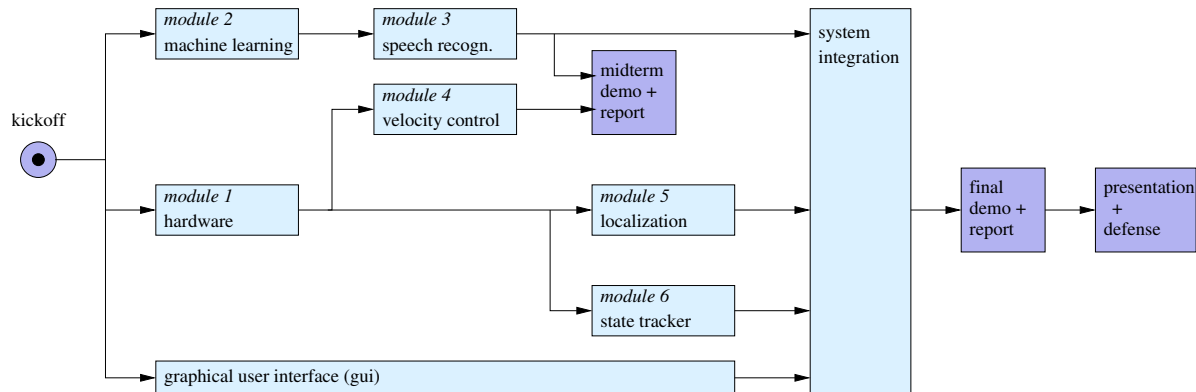 module 2
machine learning
module 3
speech recogn.
system
integration
midterm
demo +
report
module 4
velocity control
kickoff
module 1
hardware
module 5
localization
final
demo +
report
presentation
+
defense
module 6
state tracker
graphical user interface (gui)